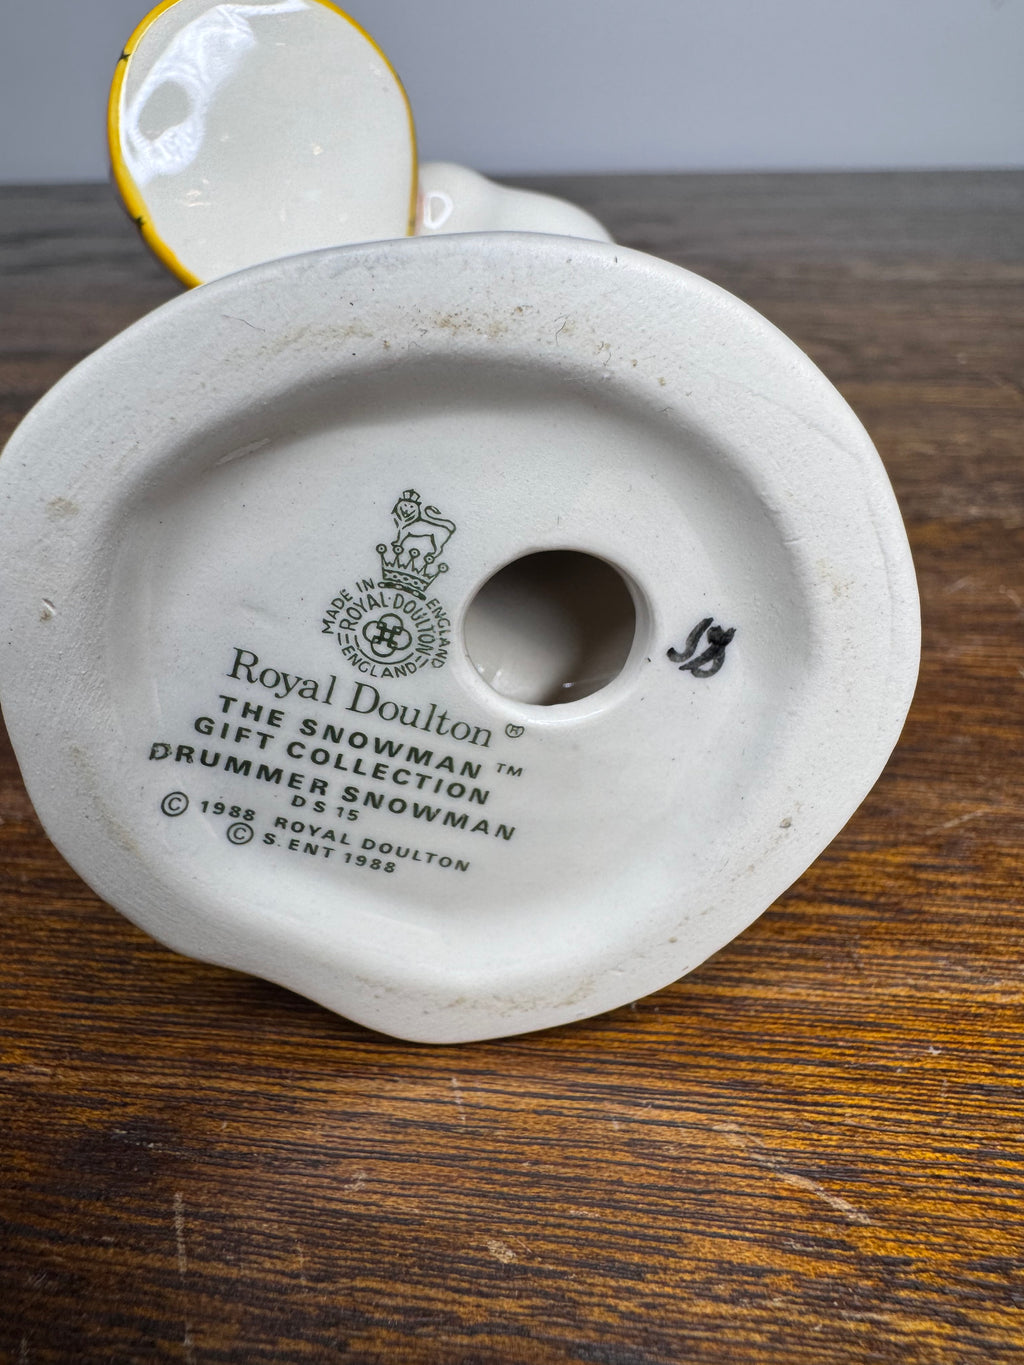 MADE IN ENGLAND
ROYAL·DOULTON
ENGLAND
Royal Doulton ®
THE SNOWMAN ™
GIFT COLLECTION
DRUMMER SNOWMAN
DS 15
© 1988 ROYAL DOULTON
© S. ENT 1988